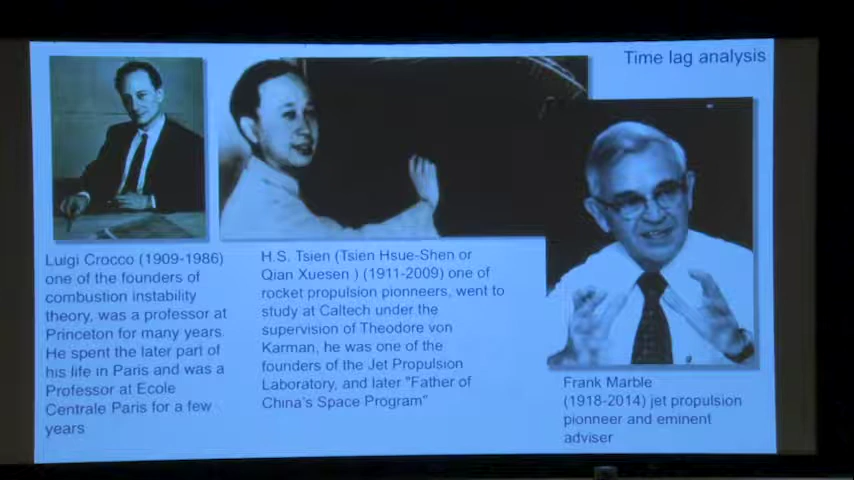 Time lag analysis
Luigi Crocco (1909-1986)
one of the founders of
combustion instability
theory, was a professor at
Princeton for many years.
He spent the later part of
his life in Paris and was a
Professor at Ecole
Centrale Paris for a few
years
H.S. Tsien (Tsien Hsue-Shen or
Qian Xuesen ) (1911-2009) one of
rocket propulsion pioneers, went to
study at Caltech under the
supervision of Theodore von
Karman, he was one of the
founders of the Jet Propulsion
Laboratory, and later "Father of
China's Space Program"
Frank Marble
(1918-2014) jet propulsion
pioneer and eminent
adviser